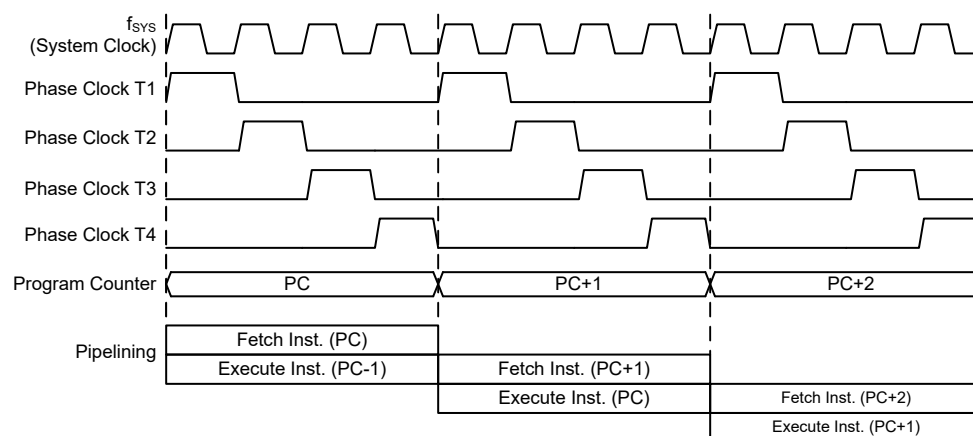 fSYS
(System Clock)
Phase Clock T1
Phase Clock T2
Phase Clock T3
Phase Clock T4
Program Counter
PC
PC+1
PC+2
Pipelining
Fetch Inst. (PC)
Execute Inst. (PC-1)
Fetch Inst. (PC+1)
Execute Inst. (PC)
Fetch Inst. (PC+2)
Execute Inst. (PC+1)